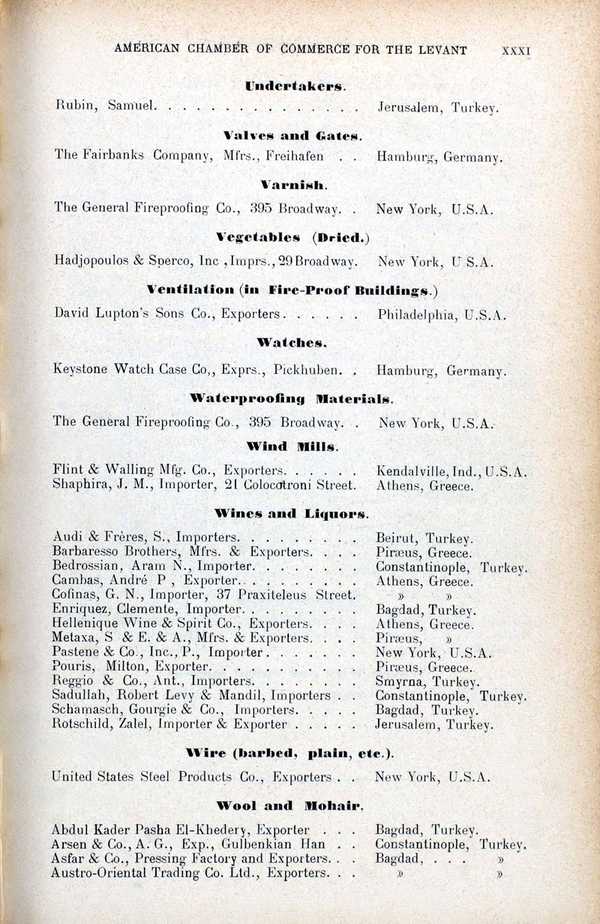 AMERICAN CHAMBER OF COMMERCE FOR THE LEVANT XXXI
Undertakers.
Rubin, Samuel. . . . . . . . . . . . . . . Jerusalem, Turkey.
Valves and Gates.
The Fairbanks Company, Mfrs., Freihafen . . Hamburg, Germany.
Varnish.
The General Fireproofing Co., 395 Broadway. . New York, U.S.A.
Vegetables (Dried.)
Hadjopoulos & Sperco, Inc ,Imprs., 29 Broadway. New York, U S.A.
Ventilation (in Fire-Proof Buildings.)
David Lupton's Sons Co., Exporters . . . . . . Philadelphia, U.S.A.
Watches.
Keystone Watch Case Co,, Exprs., Pickhuben. . Hamburg, Germany.
Waterproofing Materials.
The General Fireproofing Co., 395 Broadway. . New York, U.S.A.
Wind Mills.
Flint & Walling Mfg. Co., Exporters. . . . . . Kendalville, Ind., U.S.A.
Shaphira, J. M., Importer, 21 Colocotroni Street. Athens, Greece.
Wines and Liquors.
Audi & Frères, S., Importers. . . . . . . . . Beirut, Turkey.
Barbaresso Brothers, Mfrs. & Exporters. . . . Piræus, Greece.
Bedrossian, Aram N., Importer. . . . . . . . Constantinople, Turkey.
Cambas, André P , Exporter. . . . . . . . . Athens, Greece.
Cofinas, G. N., Importer, 37 Praxiteleus Street. » »
Enriquez, Clemente, Importer. . . . . . . . . Bagdad, Turkey.
Hellenique Wine & Spirit Co., Exporters. . . . Athens, Greece.
Metaxa, S & E. & A., Mfrs. & Exporters. . . . Piræus, »
Pastene & Co., Inc., P., Importer . . . . . . . New York, U.S.A.
Pouris, Milton, Exporter. . . . . . . . . . . Piræus, Greece.
Reggio & Co., Ant., Importers. . . . . . . . Smyrna, Turkey.
Sadullah, Robert Levy & Mandil, Importers . . Constantinople, Turkey.
Schamasch, Gourgie & Co., Importers. . . . . Bagdad, Turkey.
Rotschild, Zalel, Importer & Exporter . . . . . Jerusalem, Turkey.
Wire (barbed, plain, etc.).
United States Steel Products Co., Exporters . . New York, U.S.A.
Wool and Mohair.
Abdul Kader Pasha El-Khedery, Exporter . . . Bagdad, Turkey.
Arsen & Co., A. G., Exp., Gulbenkian Han . . Constantinople, Turkey.
Asfar & Co., Pressing Factory and Exporters. . . Bagdad, . . . »
Austro-Oriental Trading Co. Ltd., Exporters. . . » »